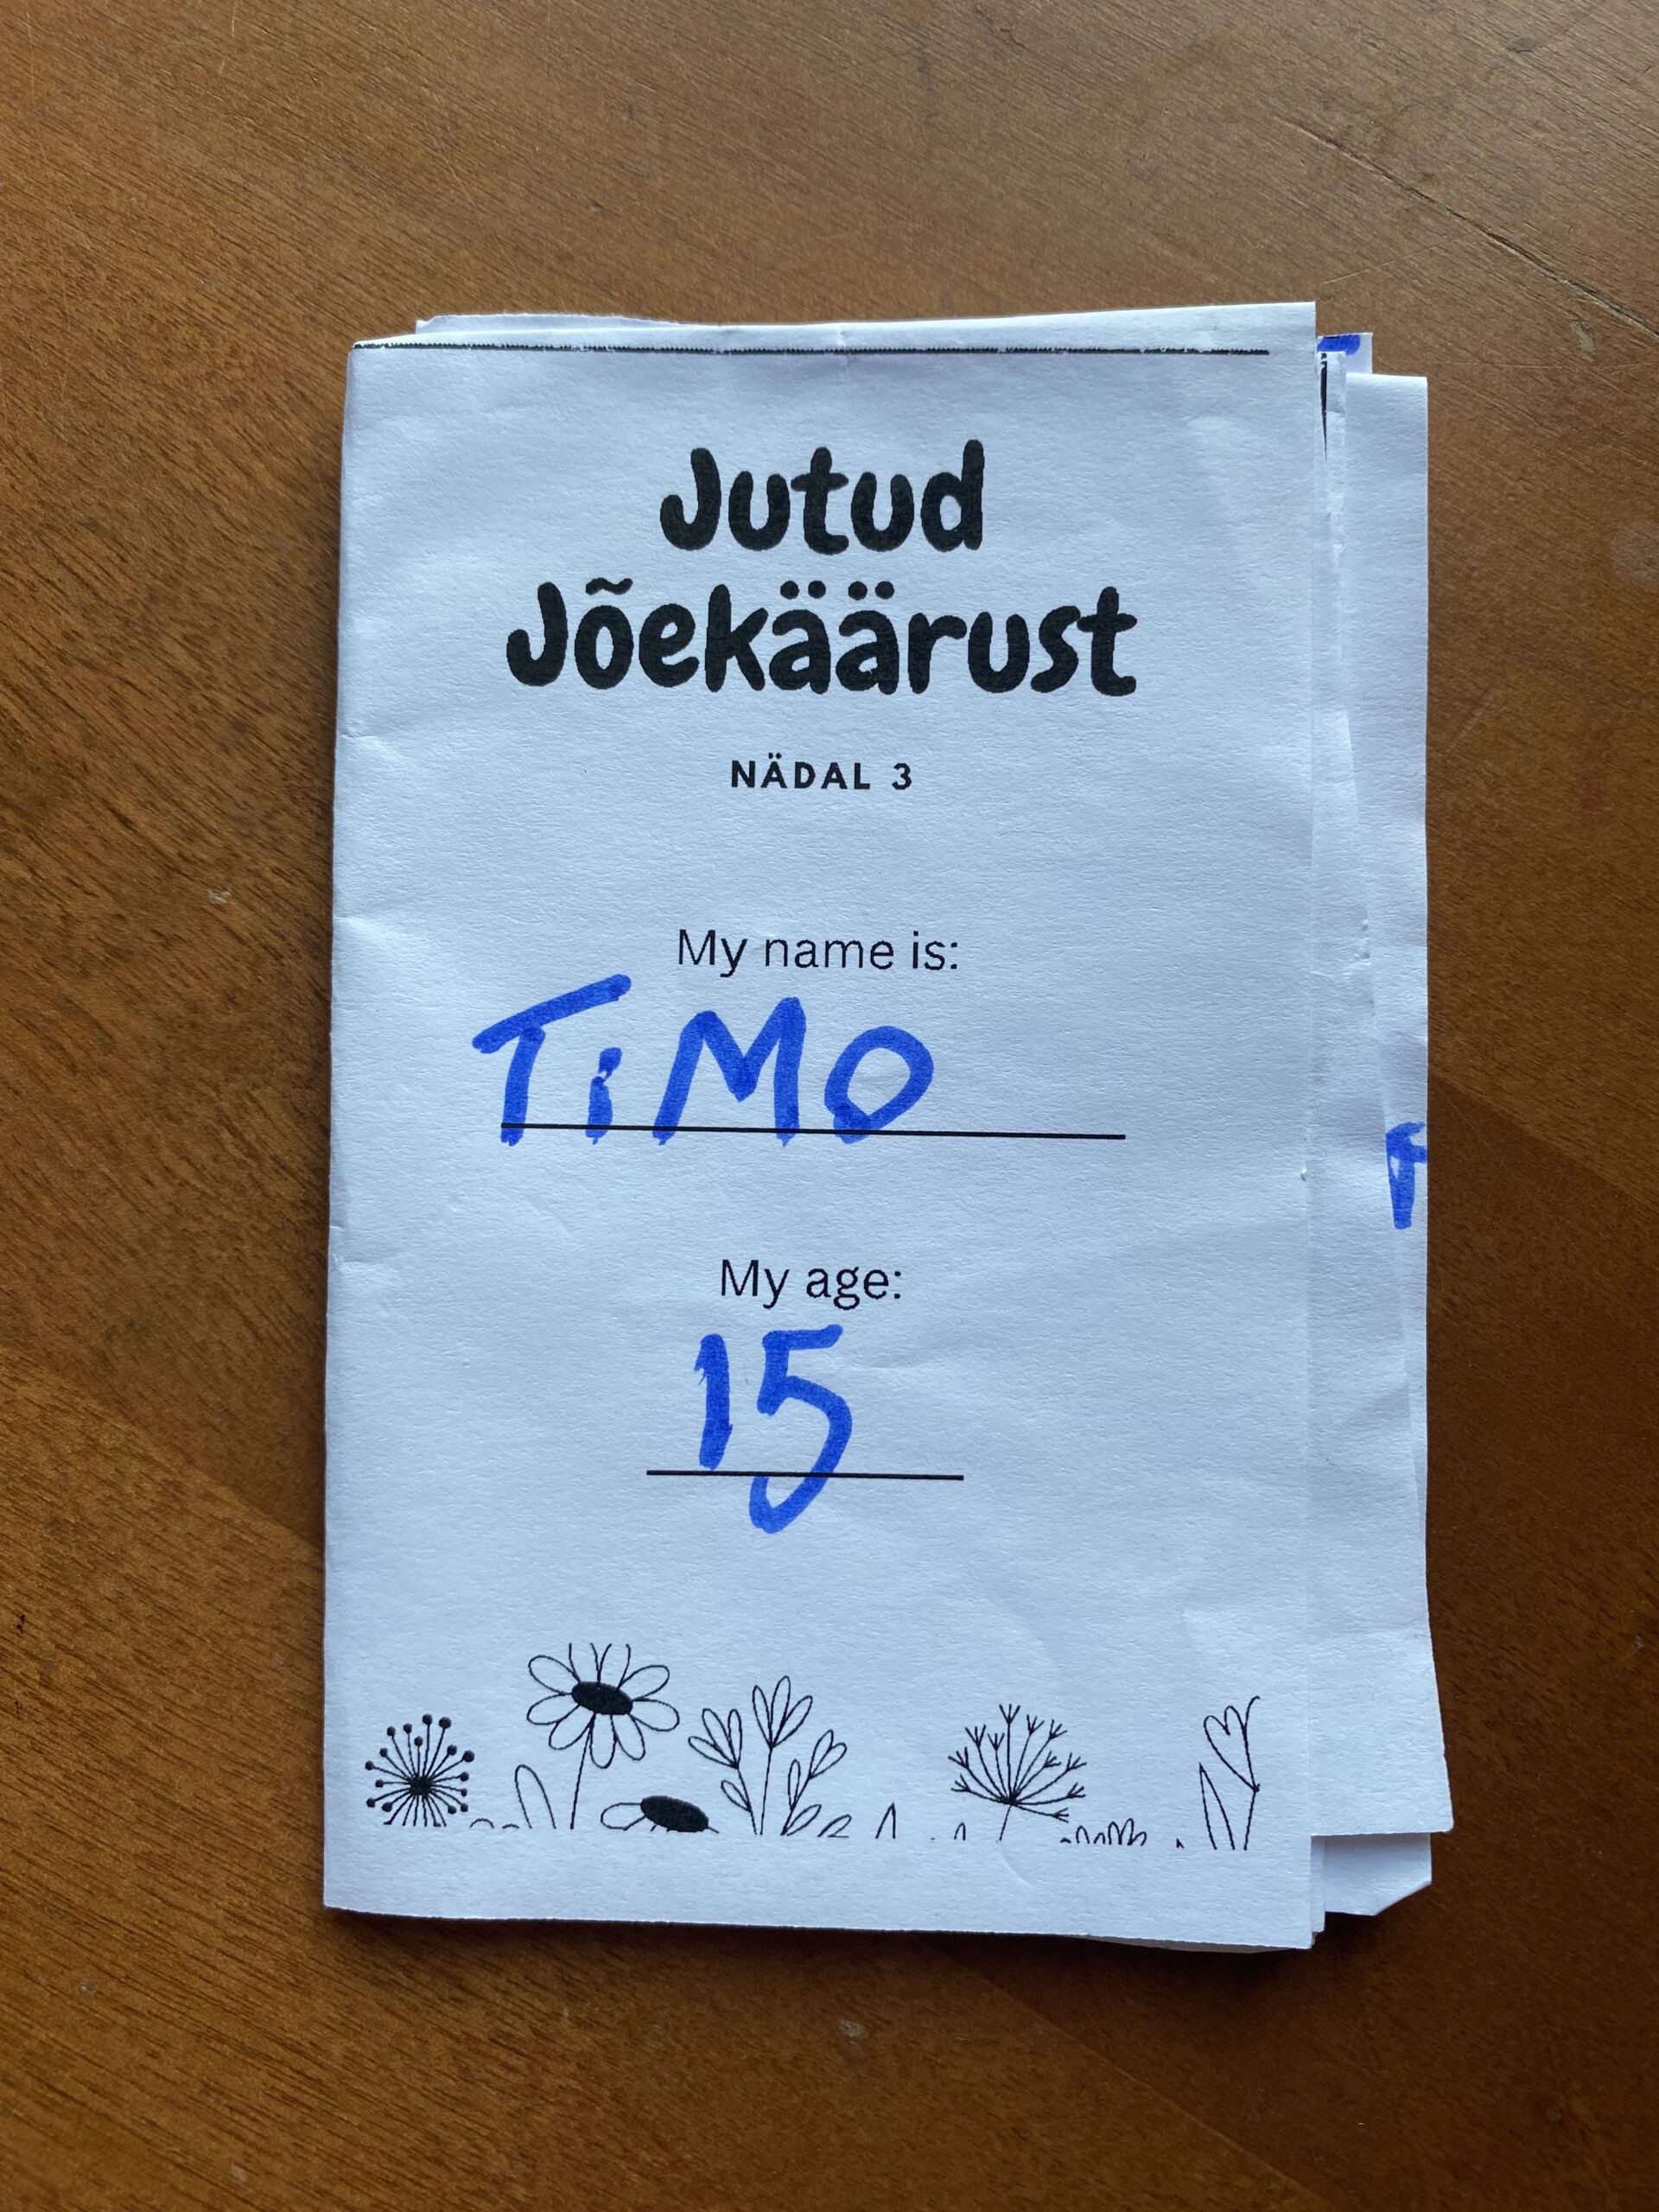 Jutud
Jõekäärust
NÄDAL 3
My name is:
TiMO
My age:
15